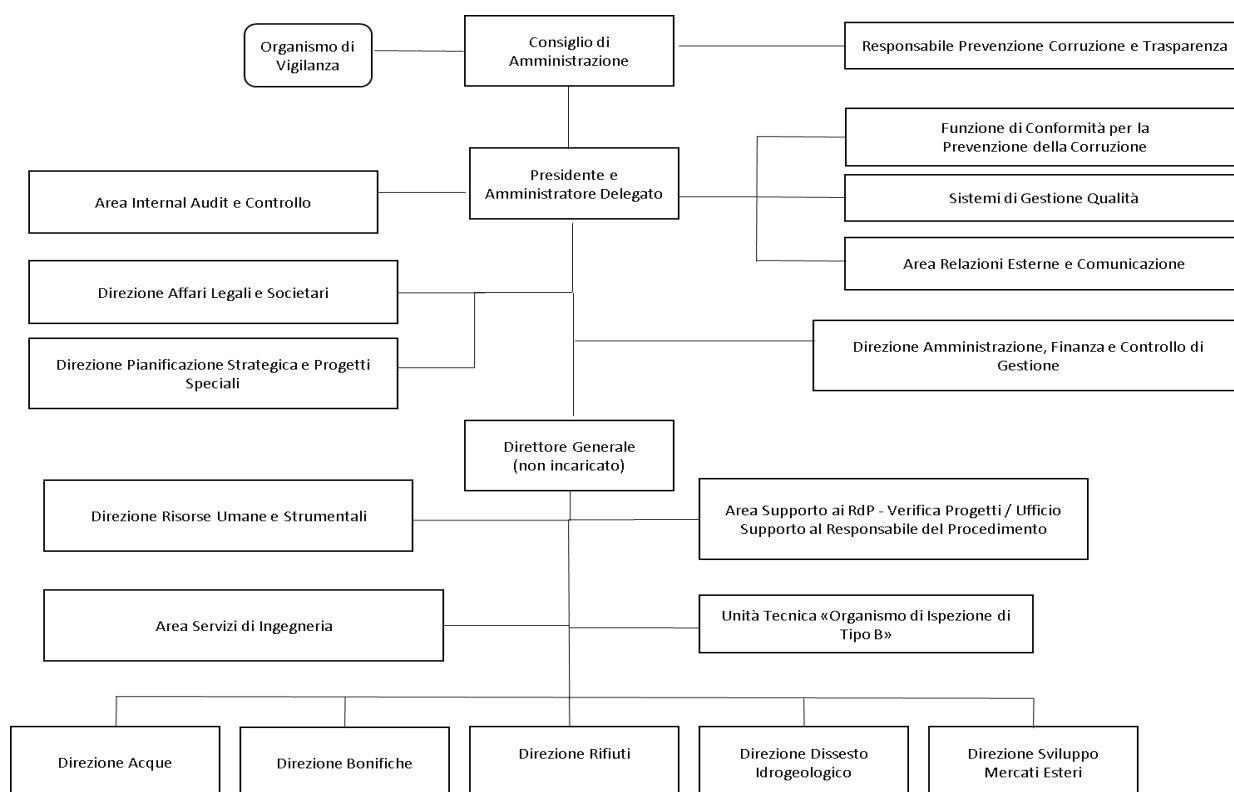 Organismo di
Vigilanza
Consiglio di
Amministrazione
Responsabile Prevenzione Corruzione e Trasparenza
Funzione di Conformità per la
Prevenzione della Corruzione
Presidente e
Amministratore Delegato
Area Internal Audit e Controllo
Sistemi di Gestione Qualità
Area Relazioni Esterne e Comunicazione
Direzione Affari Legali e Societari
Direzione Pianificazione Strategica e Progetti
Speciali
Direzione Amministrazione, Finanza e Controllo di
Gestione
Direttore Generale
(non incaricato)
Direzione Risorse Umane e Strumentali
Area Supporto ai RdP - Verifica Progetti / Ufficio
Supporto al Responsabile del Procedimento
Area Servizi di Ingegneria
Unità Tecnica «Organismo di Ispezione di
Tipo B»
Direzione Acque
Direzione Bonifiche
Direzione Rifiuti
Direzione Dissesto
Idrogeologico
Direzione Sviluppo
Mercati Esteri